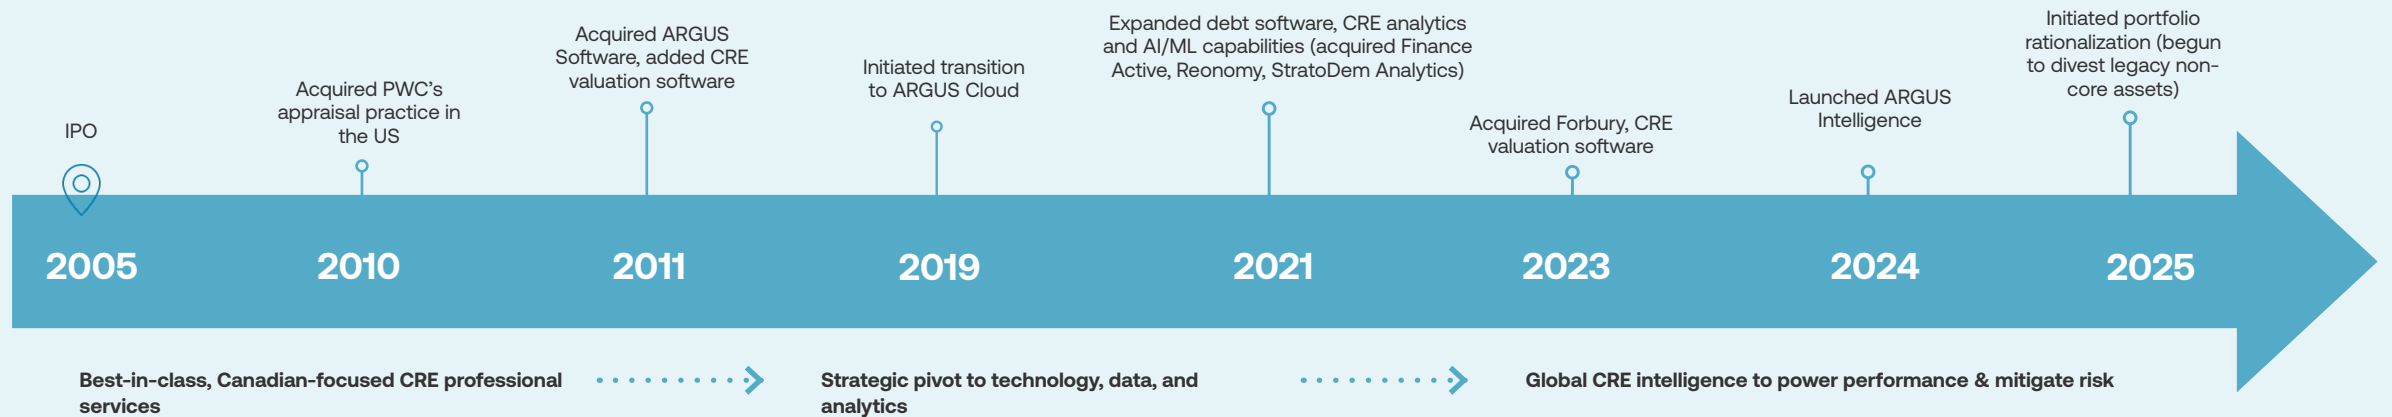 IPO
Acquired PWC's
appraisal practice in
the US
Acquired ARGUS
Software, added CRE
valuation software
Initiated transition
to ARGUS Cloud
Expanded debt software, CRE analytics
and AI/ML capabilities (acquired Finance
Active, Reonomy, StratoDem Analytics)
Acquired Forbury, CRE
valuation software
Launched ARGUS
Intelligence
Initiated portfolio
rationalization (begun
to divest legacy non-
core assets)
2005
2010
2011
2019
2021
2023
2024
2025
Best-in-class, Canadian-focused CRE professional
services
Strategic pivot to technology, data, and
analytics
Global CRE intelligence to power performance & mitigate risk